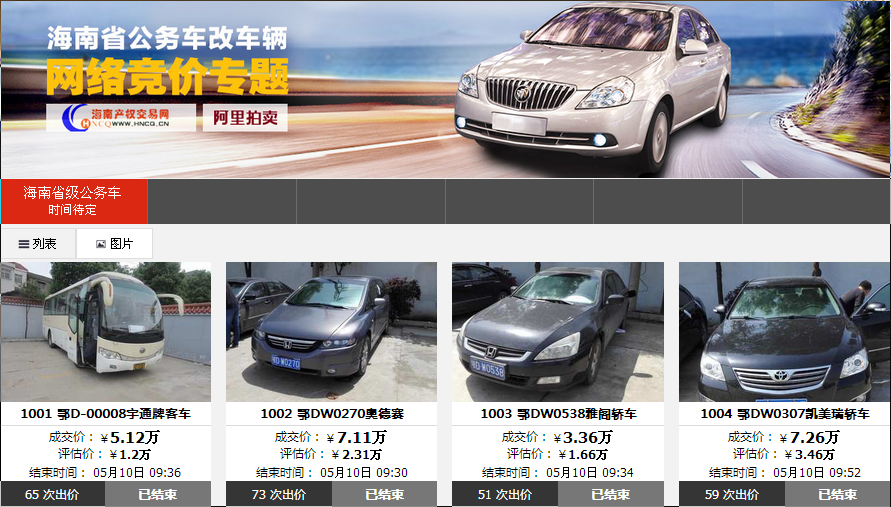 海南省公务车改车辆
网络竞价专题
海南产权交易网
HNCQ WWW.HNCQ.CN
阿里拍卖
海南省级公务车
时间待定
列表
图片
鄂DW0270
鄂DW0538
1001 鄂D-00008宇通牌客车
成交价：￥5.12万
评估价：￥1.2万
结束时间： 05月10日 09:36
65 次出价
已结束
1002 鄂DW0270奥德赛
成交价：￥7.11万
评估价：￥2.31万
结束时间： 05月10日 09:30
73 次出价
已结束
1003 鄂DW0538雅阁轿车
成交价：￥3.36万
评估价：￥1.66万
结束时间： 05月10日 09:34
51 次出价
已结束
1004 鄂DW0307凯美瑞轿车
成交价：￥7.26万
评估价：￥3.46万
结束时间： 05月10日 09:52
59 次出价
已结束